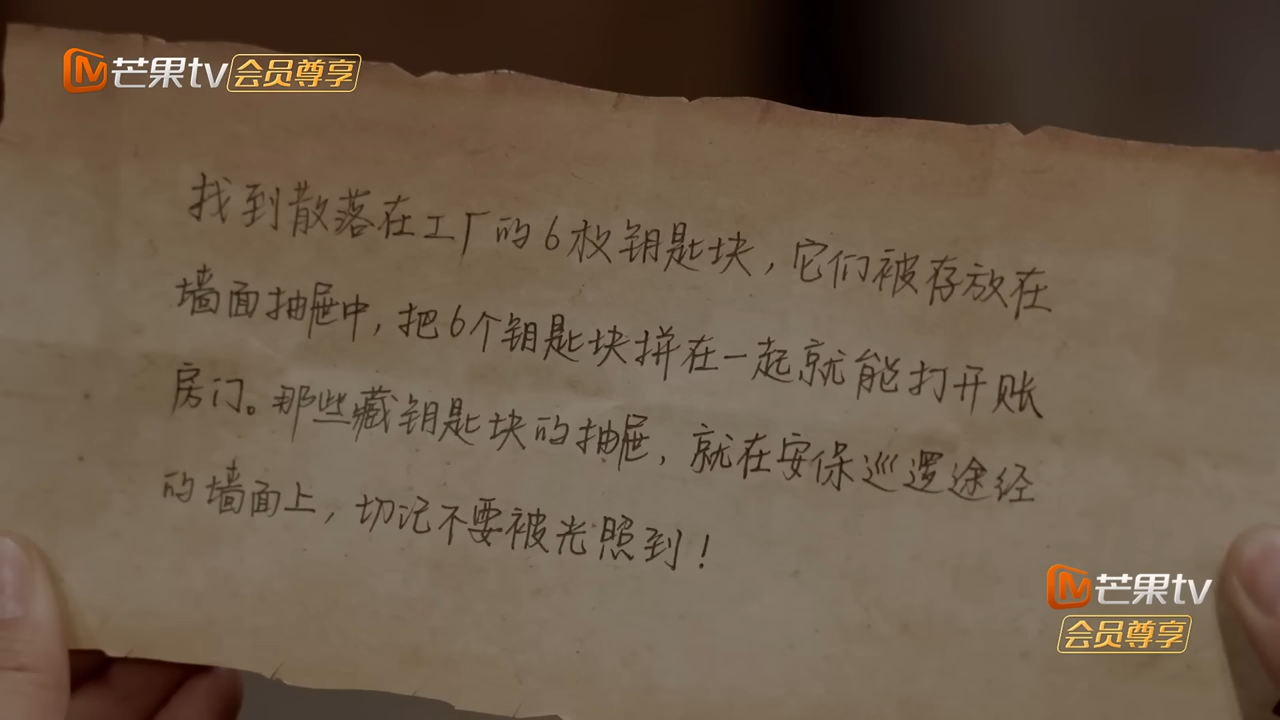 芒果tv会员尊享
找到散落在工厂的6枚钥匙块，它们被存放在
墙面抽屉中，把6个钥匙块拼在一起就能打开账
房门。那些藏钥匙块的抽屉，就在安保巡逻途经
的墙面上，切记不要被光照到！
芒果tv
会员尊享